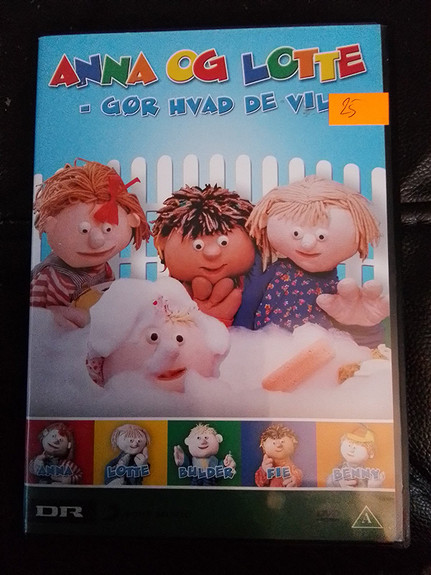 ANNA OG LOTTE
- GØR HVAD DE VIL
25
ANNA
LOTTE
BULDER
FIE
BENNY
DR
A